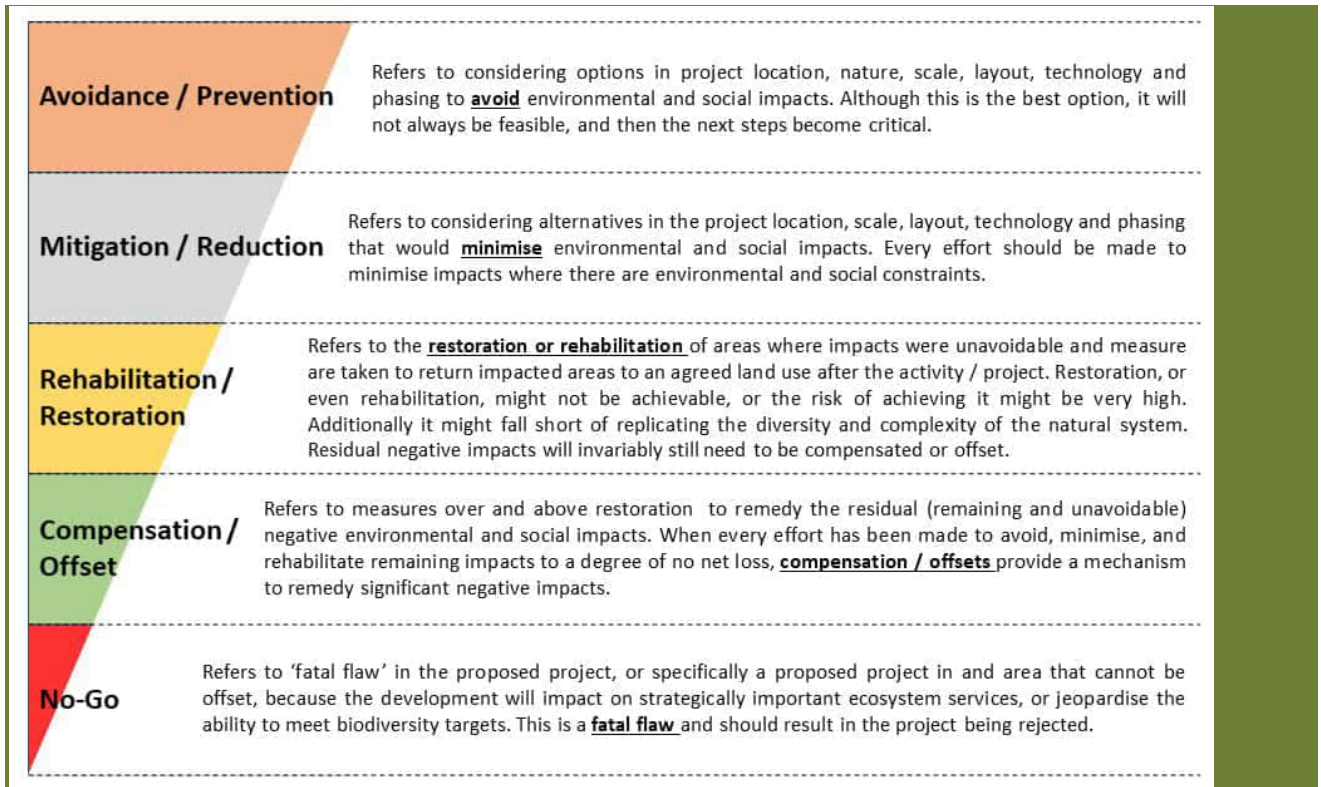 Avoidance / Prevention
Refers to considering options in project location, nature, scale, layout, technology and
phasing to avoid environmental and social impacts. Although this is the best option, it will
not always be feasible, and then the next steps become critical.
Mitigation / Reduction
Refers to considering alternatives in the project location, scale, layout, technology and phasing
that would minimise environmental and social impacts. Every effort should be made to
minimise impacts where there are environmental and social constraints.
Rehabilitation /
Restoration
Refers to the restoration or rehabilitation of areas where impacts were unavoidable and measure
are taken to return impacted areas to an agreed land use after the activity / project. Restoration, or
even rehabilitation, might not be achievable, or the risk of achieving it might be very high.
Additionally it might fall short of replicating the diversity and complexity of the natural system.
Residual negative impacts will invariably still need to be compensated or offset.
Compensation /
Offset
Refers to measures over and above restoration to remedy the residual (remaining and unavoidable)
negative environmental and social impacts. When every effort has been made to avoid, minimise, and
rehabilitate remaining impacts to a degree of no net loss, compensation / offsets provide a mechanism
to remedy significant negative impacts.
No-Go
Refers to ‘fatal flaw’ in the proposed project, or specifically a proposed project in and area that cannot be
offset, because the development will impact on strategically important ecosystem services, or jeopardise the
ability to meet biodiversity targets. This is a fatal flaw and should result in the project being rejected.